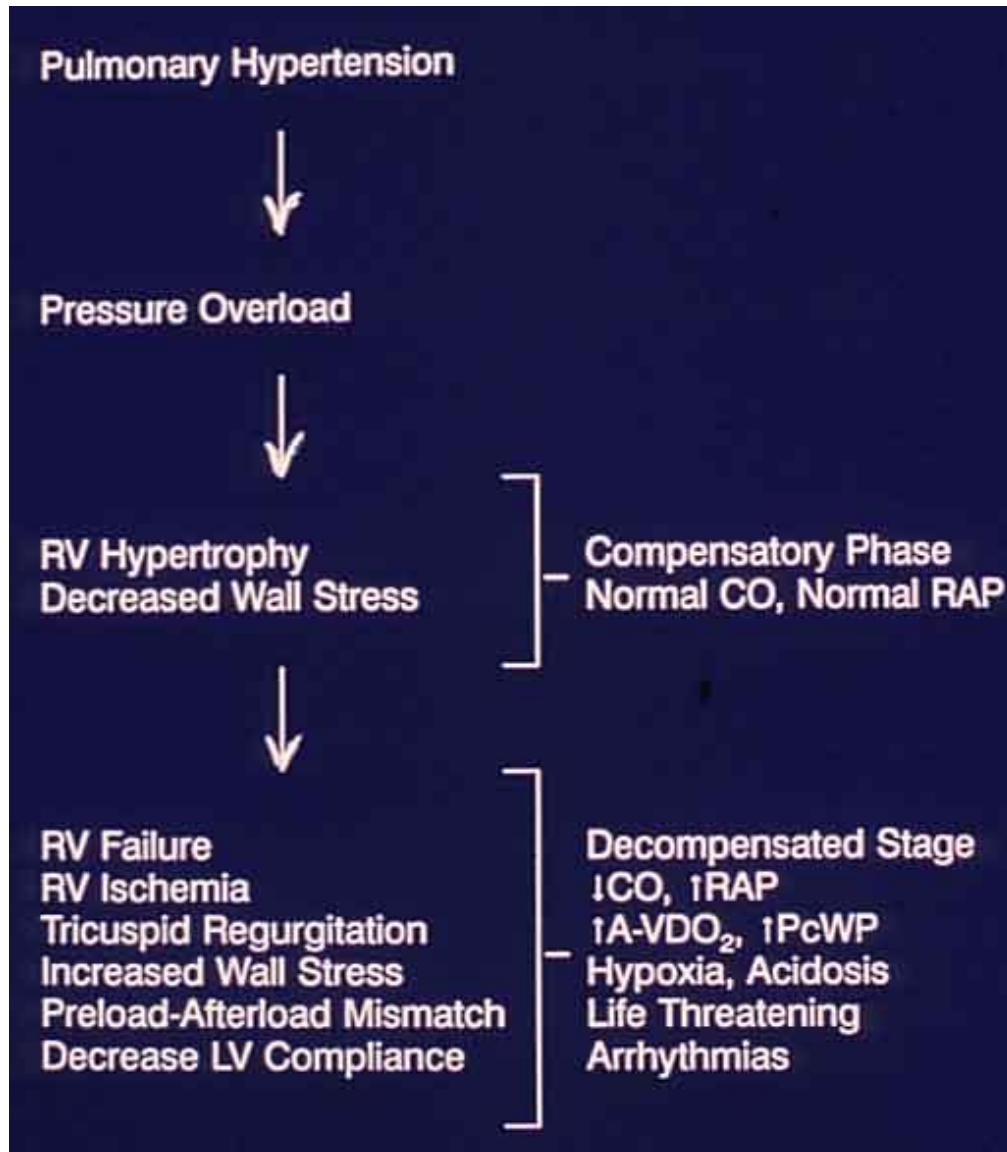 Pulmonary Hypertension
Pressure Overload
RV Hypertrophy
Decreased Wall Stress
Compensatory Phase
Normal CO, Normal RAP
RV Failure
RV Ischemia
Tricuspid Regurgitation
Increased Wall Stress
Preload-Afterload Mismatch
Decrease LV Compliance
Decompensated Stage
↓CO, ↑RAP
↑A-VDO₂, ↑PcWP
Hypoxia, Acidosis
Life Threatening
Arrhythmias